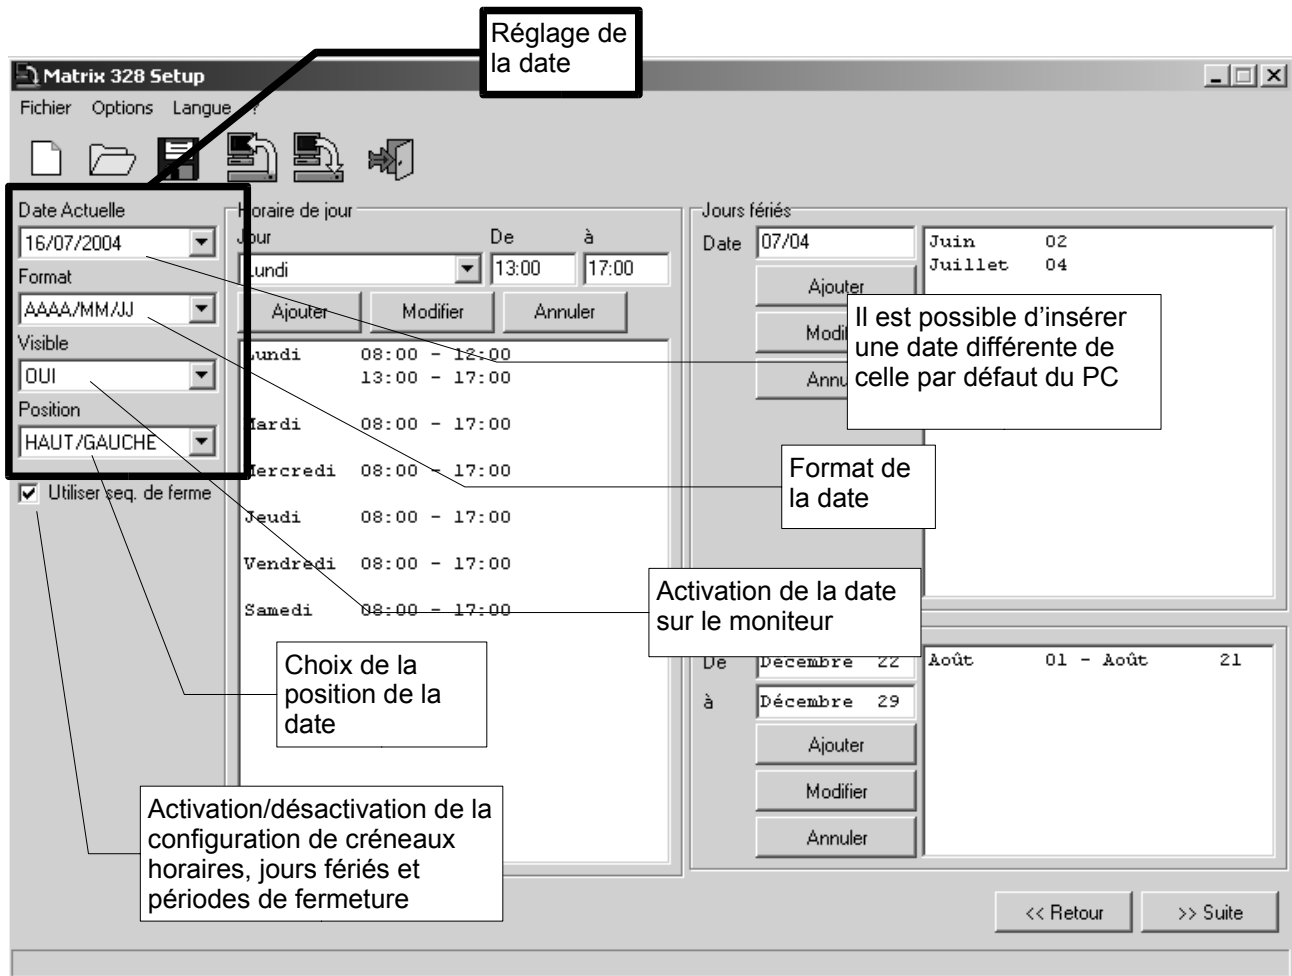 Réglage de
la date
Matrix 328 Setup
Fichier Options Langue ?
Date Actuelle
16/07/2004
Format
AAAA/MM/JJ
Visible
OUI
Position
HAUT/GAUCHE
Utiliser seq. de ferme
Horaire de jour
Jour De à
Lundi 13:00 17:00
Ajouter Modifier Annuler
Lundi 08:00 - 12:00
13:00 - 17:00
Mardi 08:00 - 17:00
Mercredi 08:00 - 17:00
Jeudi 08:00 - 17:00
Vendredi 08:00 - 17:00
Samedi 08:00 - 17:00
Jours fériés
Date 07/04
Ajouter
Modif
Annu
Juin 02
Juillet 04
Il est possible d’insérer
une date différente de
celle par défaut du PC
Format de
la date
Activation de la date
sur le moniteur
Choix de la
position de la
date
Activation/désactivation de la
configuration de créneaux
horaires, jours fériés et
périodes de fermeture
De Décembre 22
à Décembre 29
Ajouter
Modifier
Annuler
Août 01 - Août 21
<< Retour >> Suite